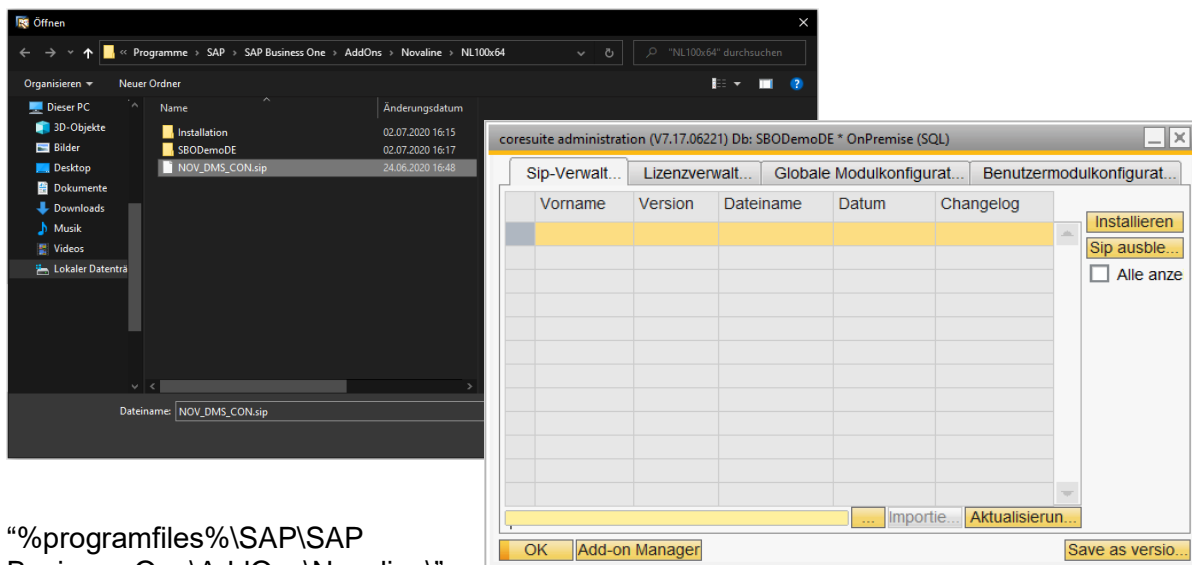 Öffnen
« Programme › SAP › SAP Business One › AddOns › Novaline › NL100x64
"NL100x64" durchsuchen
Organisieren
Neuer Ordner
Dieser PC
3D-Objekte
Bilder
Desktop
Dokumente
Downloads
Musik
Videos
Lokaler Datenträ
Name
Änderungsdatum
Installation
02.07.2020 16:15
SBODemoDE
02.07.2020 16:17
NOV_DMS_CON.sip
24.06.2020 16:48
Dateiname:
NOV_DMS_CON.sip
coresuite administration (V7.17.06221) Db: SBODemoDE * OnPremise (SQL)
Sip-Verwalt...
Lizenzverwalt...
Globale Modulkonfigurat...
Benutzermodulkonfigurat...
Vorname
Version
Dateiname
Datum
Changelog
Installieren
Sip ausble...
Alle anze
...
Importie...
Aktualisierun...
OK
Add-on Manager
Save as versio...
“%programfiles%\SAP\SAP